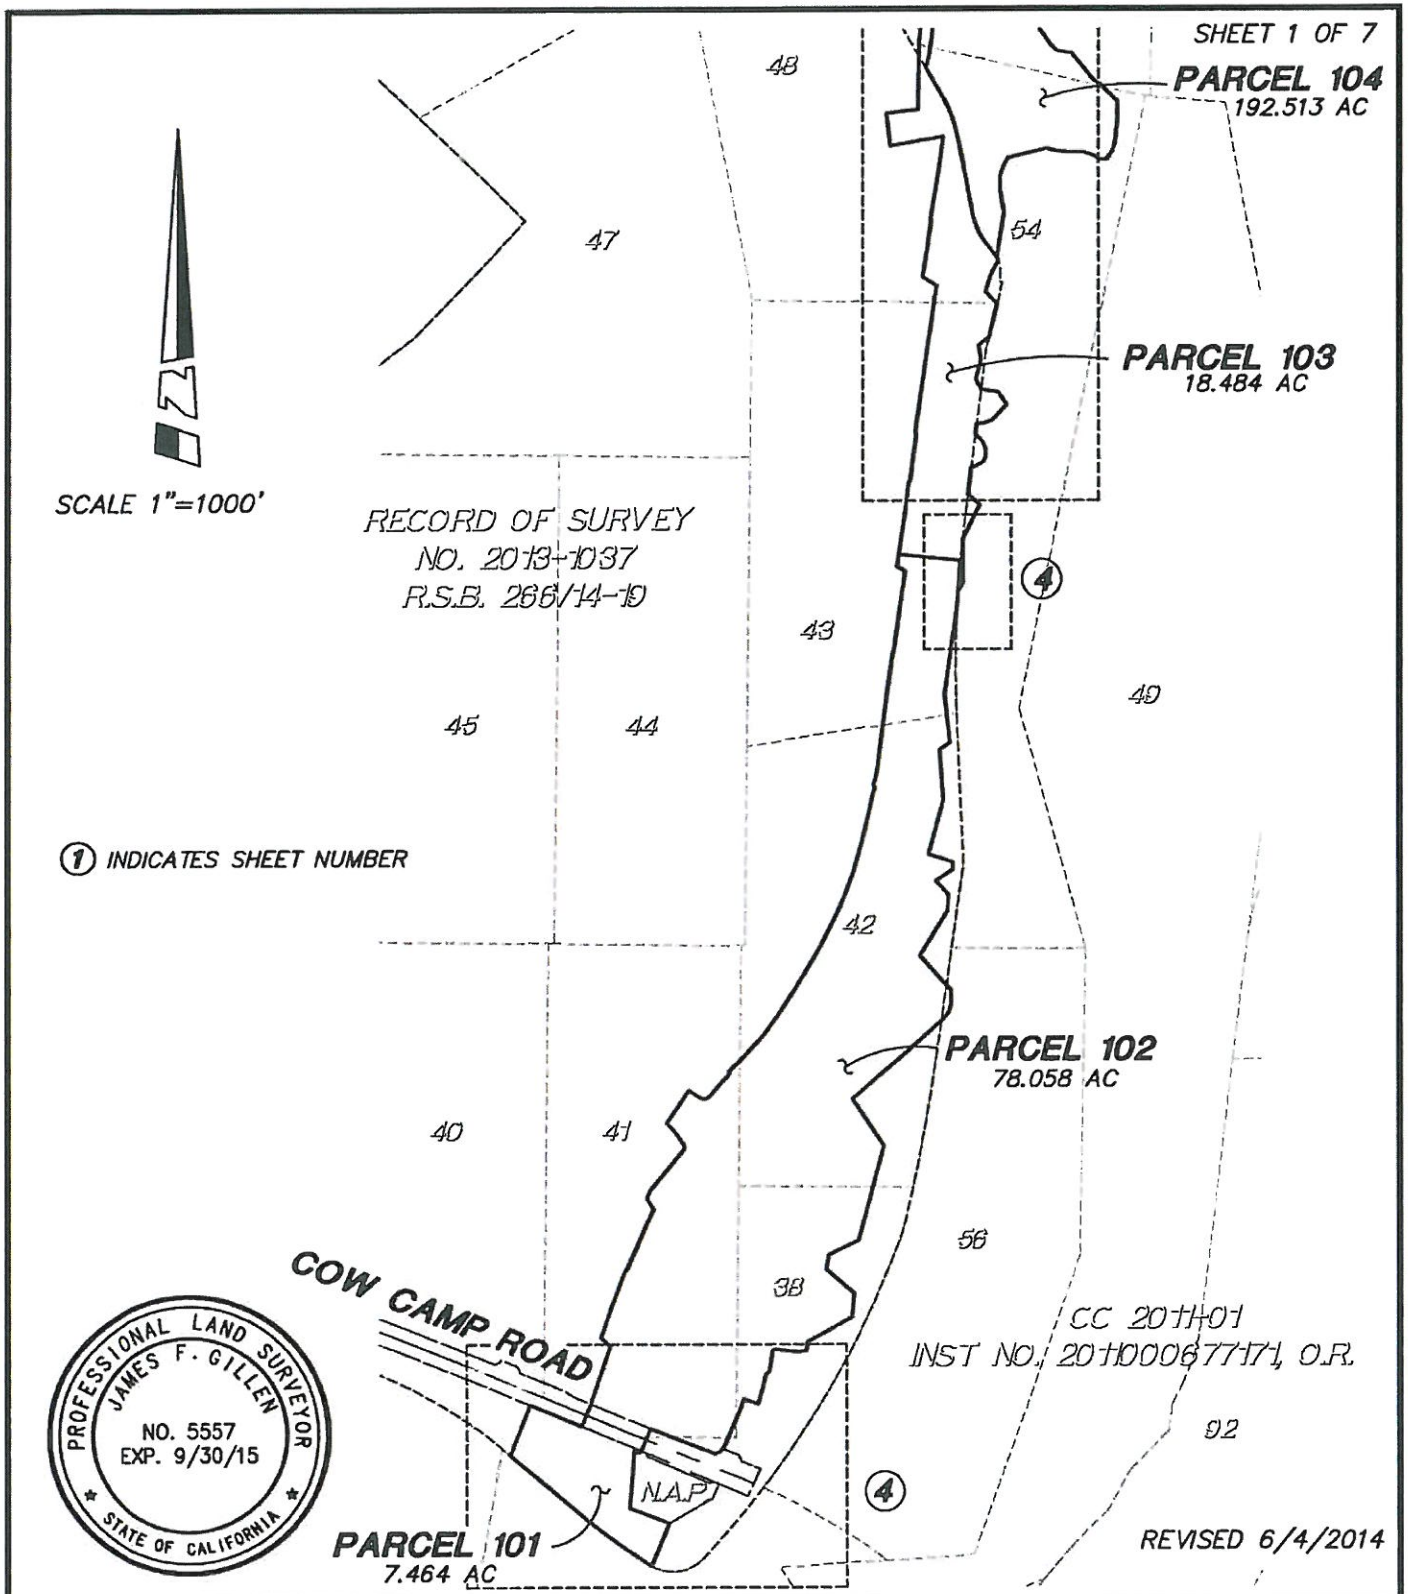 SHEET 1 OF 7
PARCEL 104
192.513 AC
48
47
54
PARCEL 103
18.484 AC
N
SCALE 1"=1000'
RECORD OF SURVEY
NO. 2013-1037
R.S.B. 266/14-19
4
43
49
45
44
1 INDICATES SHEET NUMBER
42
PARCEL 102
78.058 AC
40
41
56
COW CAMP ROAD
38
CC 2011-01
INST NO. 2011000677171, O.R.
92
PROFESSIONAL LAND SURVEYOR
JAMES F. GILLEN
NO. 5557
EXP. 9/30/15
★ STATE OF CALIFORNIA ★
N.A.P.
4
PARCEL 101
7.464 AC
REVISED 6/4/2014